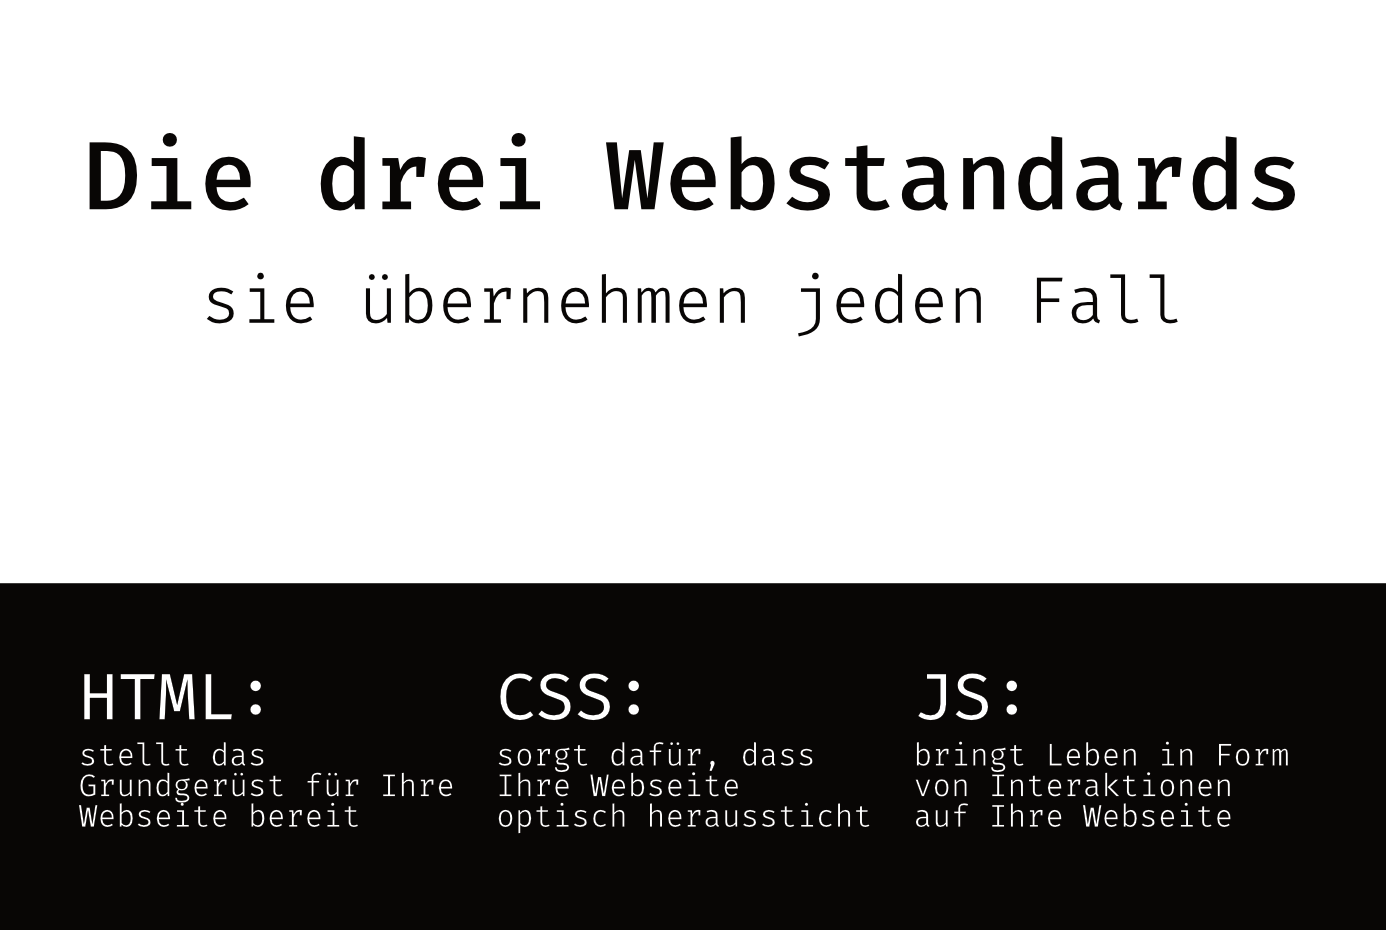 Die drei Webstandards
sie übernehmen jeden Fall
HTML:
stellt das
Grundgerüst für Ihre
Webseite bereit
CSS:
sorgt dafür, dass
Ihre Webseite
optisch heraussticht
JS:
bringt Leben in Form
von Interaktionen
auf Ihre Webseite